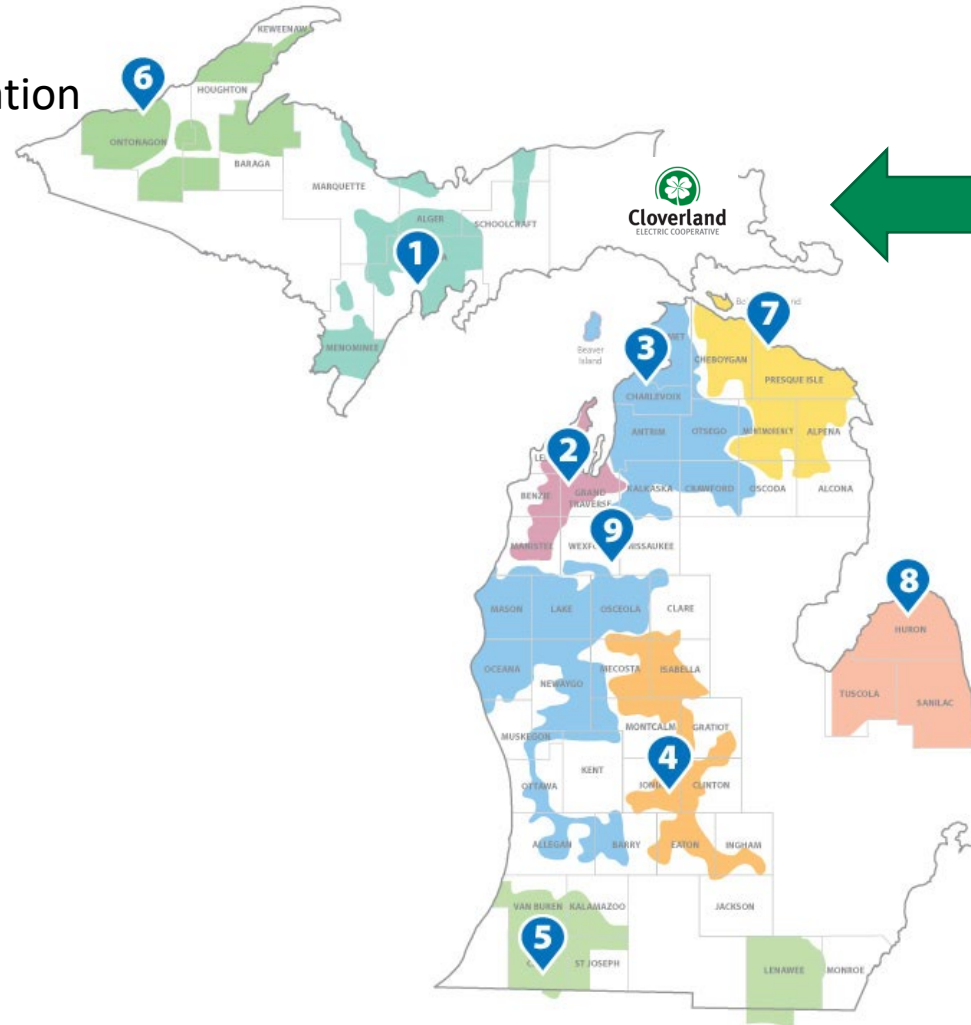 ation
KEWEENAW
6
HOUGHTON
ONTONAGON
BARAGA
MARQUETTE
ALGER
SCHOOLCRAFT
1
MENOMINEE
Cloverland
ELECTRIC COOPERATIVE
7
Beaver
Island
3
CHEBOYGAN
PRESQUE ISLE
CHARLEVOIX
ANTRIM
OTSEGO
MONTMORENCY
ALPENA
2
BENZIE
GRAND
TRAVERSE
KALKASKA
CRAWFORD
OSCODA
ALCONA
MANISTEE
9
MASON
LAKE
OSCEOLA
CLARE
8
HURON
OCEANA
NEWAYGO
MECOSTA
ISABELLA
TUSCOLA
SANILAC
MUSKEGON
MONTCALM
GRATIOT
4
OTTAWA
KENT
CLINTON
ALLEGAN
BARRY
EATON
INGHAM
VAN BUREN
KALAMAZOO
JACKSON
5
ST JOSEPH
LENAWEE
MONROE